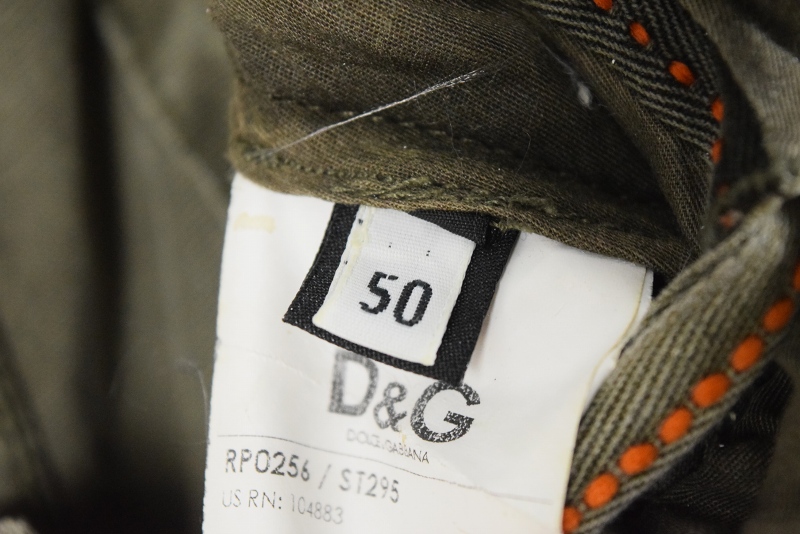 50
D&G
DOLCE & GABBANA
RP0256 / ST295
US RN: 104883